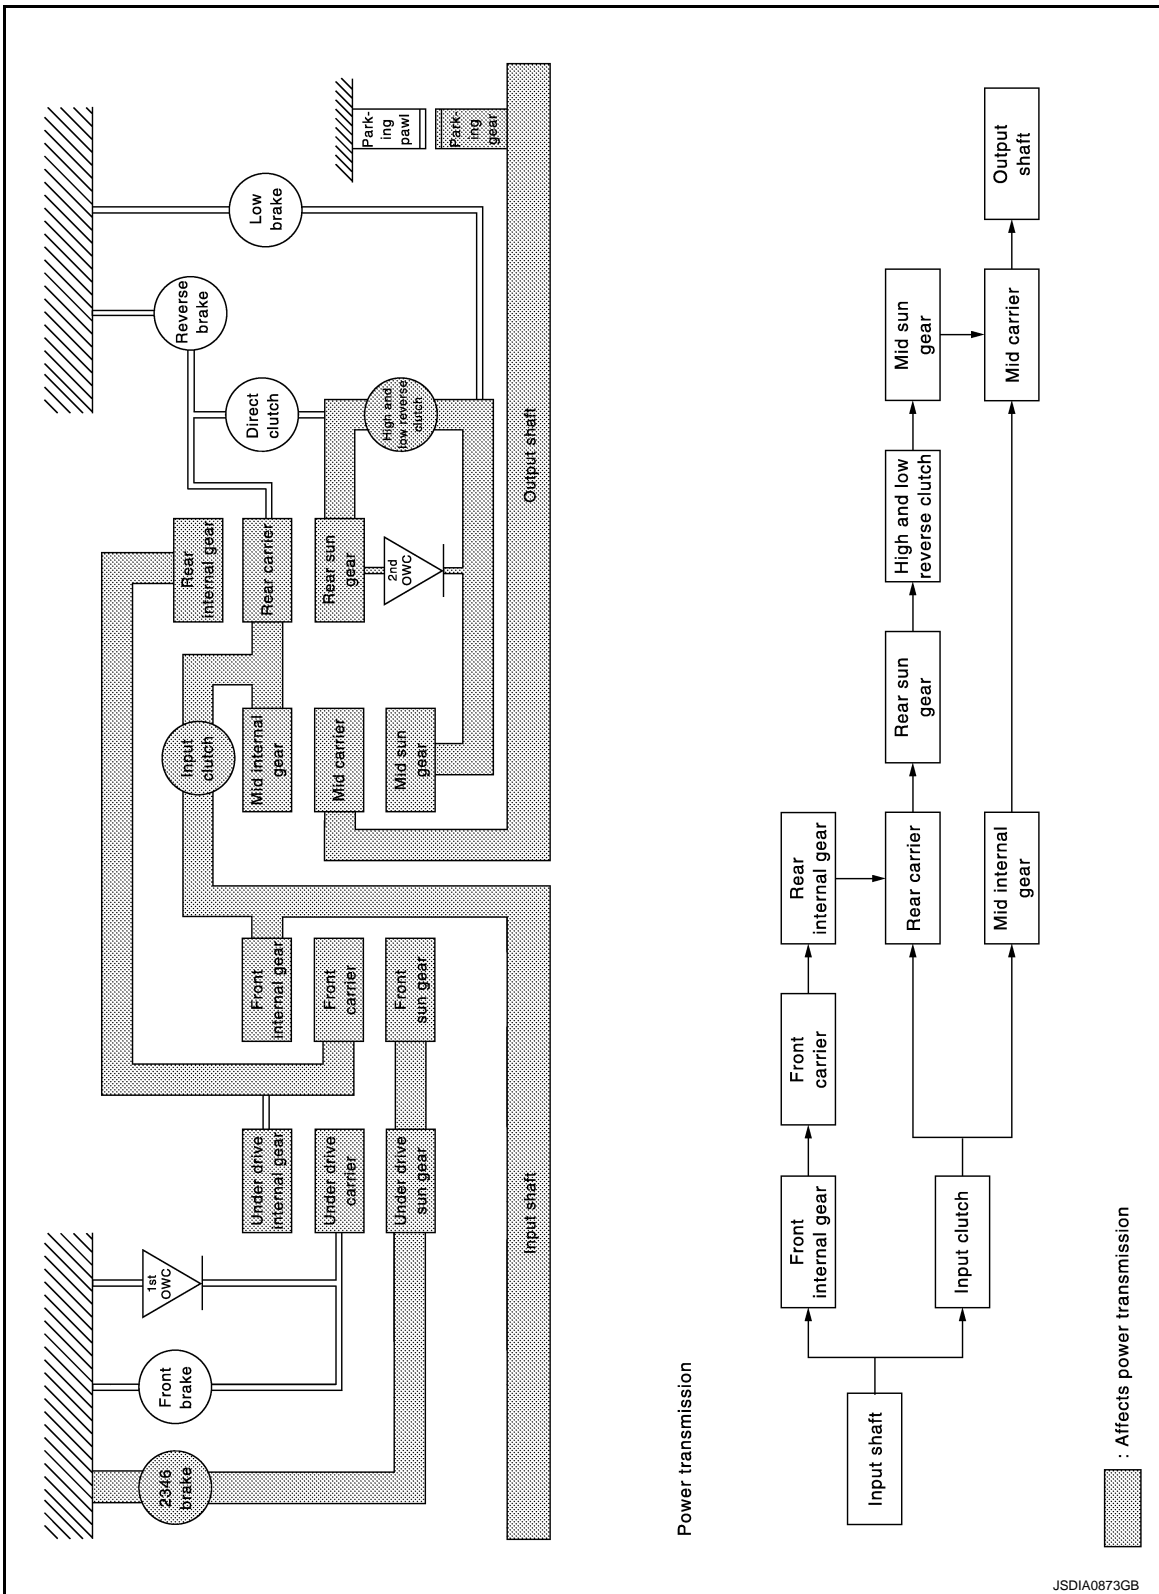 2346
brake
Front
brake
1st
OWC
Under drive
internal gear
Under drive
carrier
Under drive
sun gear
Input shaft
Front
internal gear
Front
carrier
Front
sun gear
Input
clutch
Mid internal
gear
Mid carrier
Mid sun
gear
Rear
internal gear
Rear carrier
Rear sun
gear
2nd
OWC
Direct
clutch
High and
low reverse
clutch
Reverse
brake
Low
brake
Park-
ing
pawl
Park-
ing
gear
Output shaft
Power transmission
Input shaft
Front
internal gear
Front
carrier
Rear
internal gear
Input clutch
Rear carrier
Mid internal
gear
Rear sun
gear
High and low
reverse clutch
Mid sun
gear
Mid carrier
Output
shaft
: Affects power transmission
JSDIA0873GB